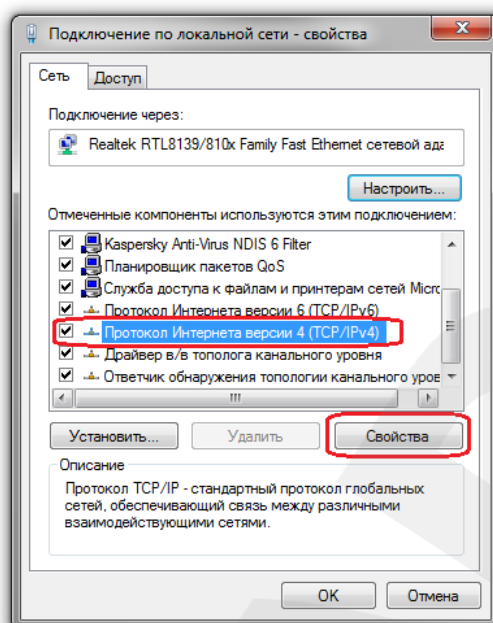 Подключение по локальной сети - свойства
Сеть
Доступ
Подключение через:
Realtek RTL8139/810x Family Fast Ethernet сетевой ада
Настроить...
Отмеченные компоненты используются этим подключением:
Kaspersky Anti-Virus NDIS 6 Filter
Планировщик пакетов QoS
Служба доступа к файлам и принтерам сетей Micro
Протокол Интернета версии 6 (TCP/IPv6)
Протокол Интернета версии 4 (TCP/IPv4)
Драйвер в/в тополога канального уровня
Ответчик обнаружения топологии канального уров
Установить...
Удалить
Свойства
Описание
Протокол TCP/IP - стандартный протокол глобальных
сетей, обеспечивающий связь между различными
взаимодействующими сетями.
OK
Отмена